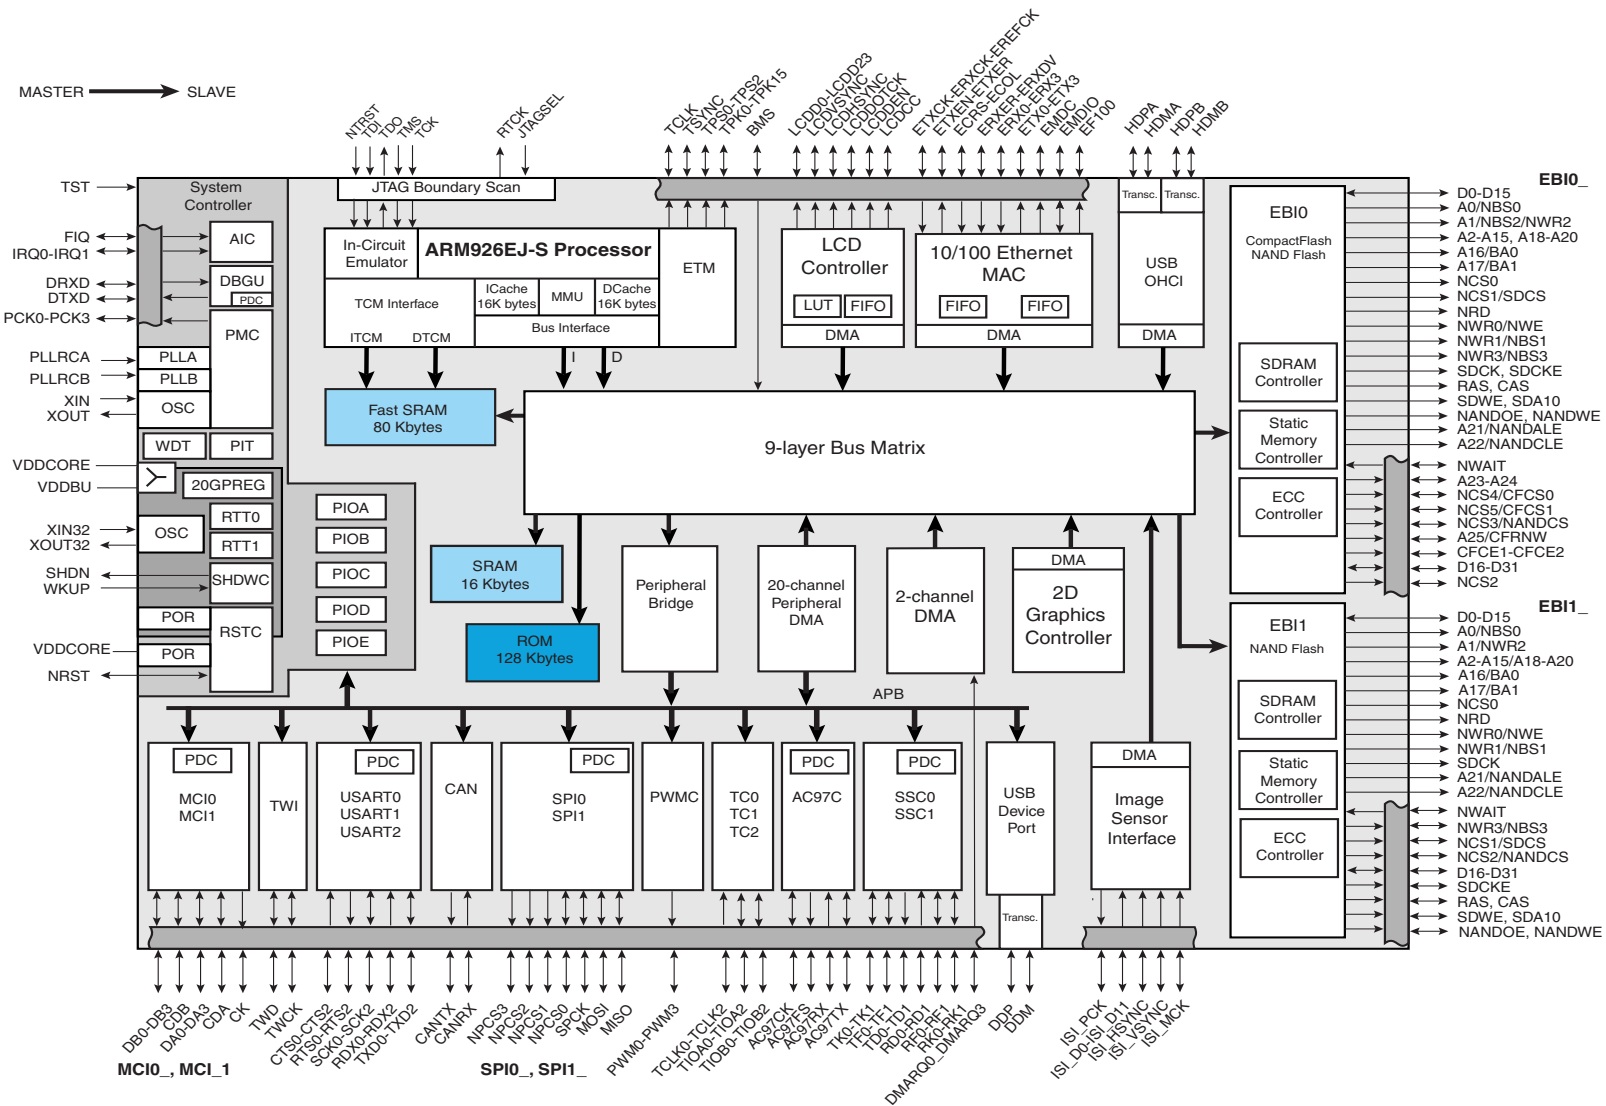 MASTER
SLAVE
NTRST
TDI
TDO
TMS
TCK
RTCK
JTAGSEL
TCLK
TSYNC
TPS0-TPS2
TPK0-TPK15
BMS
LCDD0-LCDD23
LCDVSYNC
LCDHSYNC
LCDDOTCK
LCDDEN
LCDCC
ETXCK-ERXCK-EREFCK
ETXEN-ETXER
ECRS-ECOL
ERXER-ERXDV
ERX0-ERX3
ETX0-ETX3
EMDC
EMDIO
EF100
HDPA
HDMA
HDPB
HDMB
TST
FIQ
IRQ0-IRQ1
DRXD
DTXD
PCK0-PCK3
PLLRCA
PLLRCB
XIN
XOUT
VDDCORE
VDDBU
XIN32
XOUT32
SHDN
WKUP
VDDCORE
NRST
System
Controller
AIC
DBGU
PDC
PMC
PLLA
PLLB
OSC
WDT
PIT
20GPREG
OSC
RTT0
RTT1
SHDWC
POR
RSTC
POR
PIOA
PIOB
PIOC
PIOD
PIOE
JTAG Boundary Scan
In-Circuit
Emulator
ARM926EJ-S Processor
ETM
TCM Interface
ICache
16K bytes
MMU
DCache
16K bytes
Bus Interface
ITCM
DTCM
I
D
LCD
Controller
LUT
FIFO
DMA
10/100 Ethernet
MAC
FIFO
FIFO
DMA
Transc.
Transc.
USB
OHCI
DMA
Fast SRAM
80 Kbytes
9-layer Bus Matrix
SRAM
16 Kbytes
ROM
128 Kbytes
Peripheral
Bridge
20-channel
Peripheral
DMA
2-channel
DMA
DMA
2D
Graphics
Controller
APB
PDC
MCI0
MCI1
TWI
PDC
USART0
USART1
USART2
CAN
PDC
SPI0
SPI1
PWMC
TC0
TC1
TC2
PDC
AC97C
PDC
SSC0
SSC1
USB
Device
Port
Transc.
DMA
Image
Sensor
Interface
EBI0
CompactFlash
NAND Flash
SDRAM
Controller
Static
Memory
Controller
ECC
Controller
EBI1
NAND Flash
SDRAM
Controller
Static
Memory
Controller
ECC
Controller
EBI0_
D0-D15
A0/NBS0
A1/NBS2/NWR2
A2-A15, A18-A20
A16/BA0
A17/BA1
NCS0
NCS1/SDCS
NRD
NWR0/NWE
NWR1/NBS1
NWR3/NBS3
SDCK, SDCKE
RAS, CAS
SDWE, SDA10
NANDOE, NANDWE
A21/NANDALE
A22/NANDCLE
NWAIT
A23-A24
NCS4/CFCS0
NCS5/CFCS1
NCS3/NANDCS
A25/CFRNW
CFCE1-CFCE2
D16-D31
NCS2
EBI1_
D0-D15
A0/NBS0
A1/NWR2
A2-A15/A18-A20
A16/BA0
A17/BA1
NCS0
NRD
NWR0/NWE
NWR1/NBS1
SDCK
A21/NANDALE
A22/NANDCLE
NWAIT
NWR3/NBS3
NCS1/SDCS
NCS2/NANDCS
D16-D31
SDCKE
RAS, CAS
SDWE, SDA10
NANDOE, NANDWE
DB0-DB3
CDB
DA0-DA3
CDA
CK
TWD
TWCK
CTS0-CTS2
RTS0-RTS2
SCK0-SCK2
RDX0-RDX2
TXD0-TXD2
CANTX
CANRX
NPCS3
NPCS2
NPCS1
NPCS0
SPCK
MOSI
MISO
PWM0-PWM3
TCLK0-TCLK2
TIOA0-TIOA2
TIOB0-TIOB2
AC97CK
AC97FS
AC97RX
AC97TX
TK0-TK1
TF0-TF1
TD0-TD1
RD0-RD1
RF0-RF1
RK0-RK1
DMARQ0_DMARQ3
DDP
DDM
ISI_PCK
ISI_D0-ISI_D11
ISI_HSYNC
ISI_VSYNC
ISI_MCK
MCI0_, MCI_1
SPI0_, SPI1_